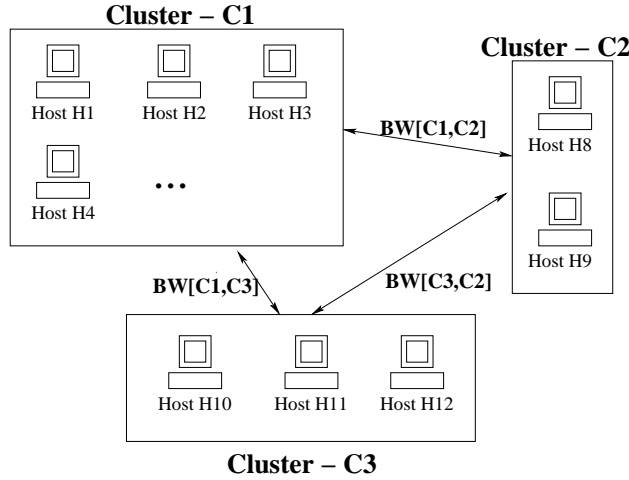 Cluster – C1
Host H1
Host H2
Host H3
Host H4
...
Cluster – C2
Host H8
Host H9
BW[C1,C2]
BW[C1,C3]
BW[C3,C2]
Host H10
Host H11
Host H12
Cluster – C3